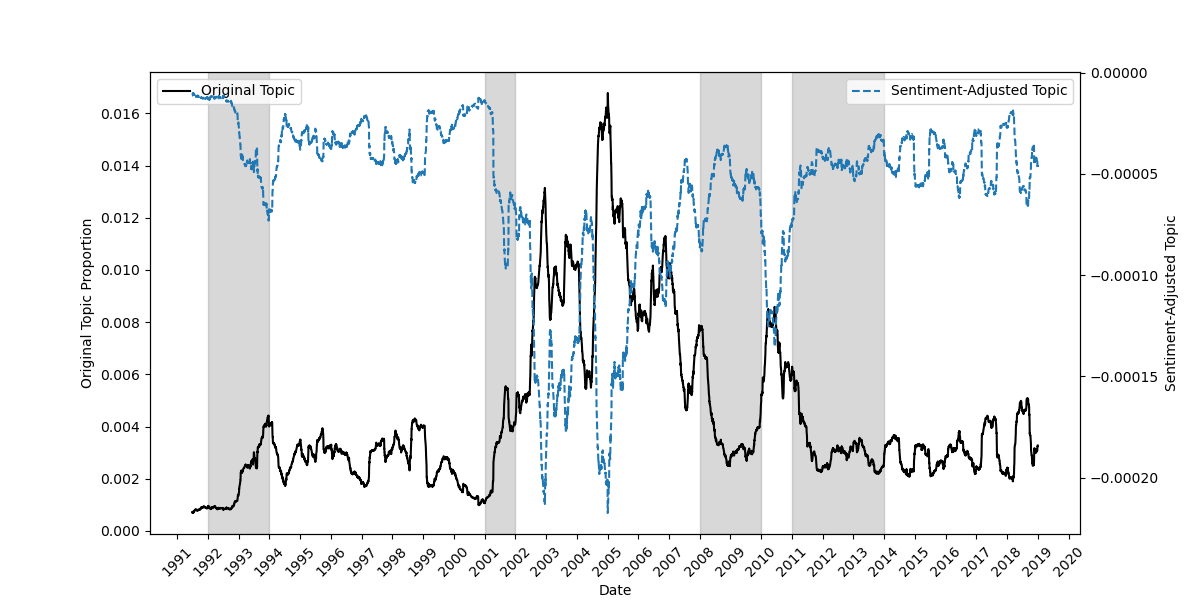 Original Topic
Sentiment-Adjusted Topic
Original Topic Proportion
0.016
0.014
0.012
0.010
0.008
0.006
0.004
0.002
0.000
0.00000
−0.00005
−0.00010
−0.00015
−0.00020
Sentiment-Adjusted Topic
1991 1992 1993 1994 1995 1996 1997 1998 1999 2000 2001 2002 2003 2004 2005 2006 2007 2008 2009 2010 2011 2012 2013 2014 2015 2016 2017 2018 2019 2020
Date